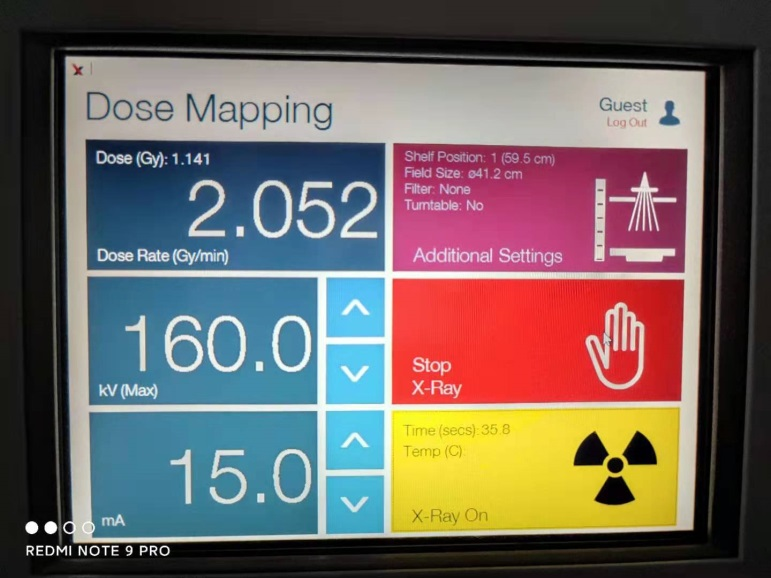 Dose Mapping
Guest
Log Out
Dose (Gy): 1.141
2.052
Dose Rate (Gy/min)
Shelf Position: 1 (59.5 cm)
Field Size: ø41.2 cm
Filter: None
Turntable: No
Additional Settings
160.0
kV (Max)
Stop
X-Ray
15.0
mA
Time (secs): 35.8
Temp (C):
X-Ray On
REDMI NOTE 9 PRO